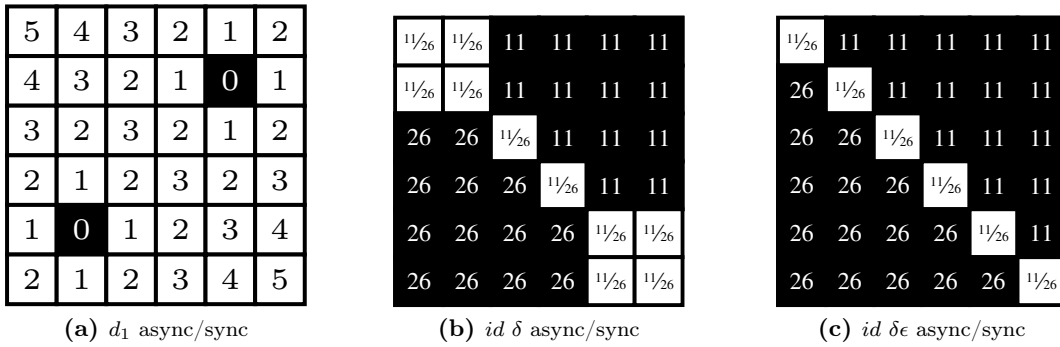 5 4 3 2 1 2
4 3 2 1 0 1
3 2 3 2 1 2
2 1 2 3 2 3
1 0 1 2 3 4
2 1 2 3 4 5
(a) d₁ async/sync
11/26 11/26 11 11 11 11
11/26 11/26 11 11 11 11
26 26 11/26 11 11 11
26 26 26 11/26 11 11
26 26 26 26 11/26 11/26
26 26 26 26 11/26 11/26
(b) id δ async/sync
11/26 11 11 11 11 11
26 11/26 11 11 11 11
26 26 11/26 11 11 11
26 26 26 11/26 11 11
26 26 26 26 11/26 11
26 26 26 26 26 11/26
(c) id δϵ async/sync